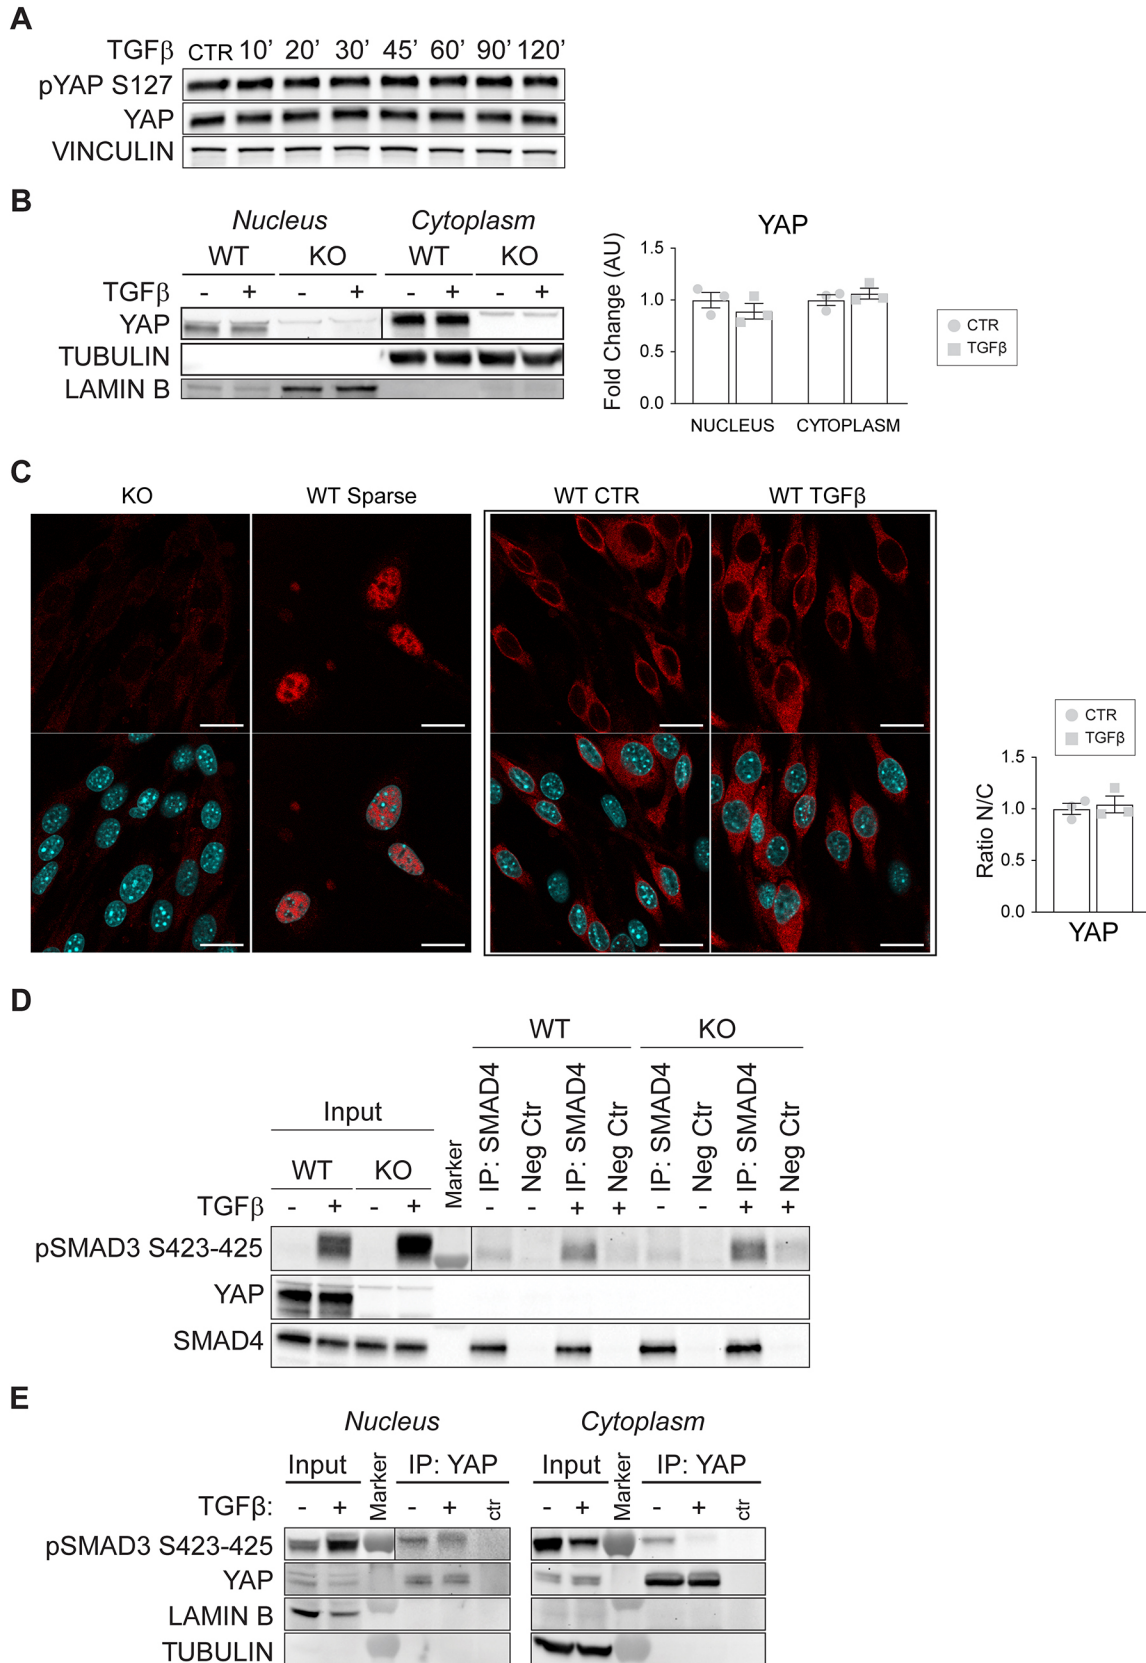 A
TGFβ CTR 10’ 20’ 30’ 45’ 60’ 90’ 120’
pYAP S127
YAP
VINCULIN
B
Nucleus Cytoplasm
WT KO WT KO
TGFβ - + - + - + - +
YAP
TUBULIN
LAMIN B
YAP
Fold Change (AU)
1.5
1.0
0.5
0.0
NUCLEUS CYTOPLASM
CTR
TGFβ
C
KO WT Sparse WT CTR WT TGFβ
CTR
TGFβ
Ratio N/C
1.5
1.0
0.5
0.0
YAP
D
WT KO
Input
WT KO
Marker
IP: SMAD4
Neg Ctr
IP: SMAD4
Neg Ctr
IP: SMAD4
Neg Ctr
IP: SMAD4
Neg Ctr
TGFβ - + - + - - + + - - + +
pSMAD3 S423-425
YAP
SMAD4
E
Nucleus Cytoplasm
Input Marker IP: YAP Input Marker IP: YAP
TGFβ: - + - + ctr - + - + ctr
pSMAD3 S423-425
YAP
LAMIN B
TUBULIN